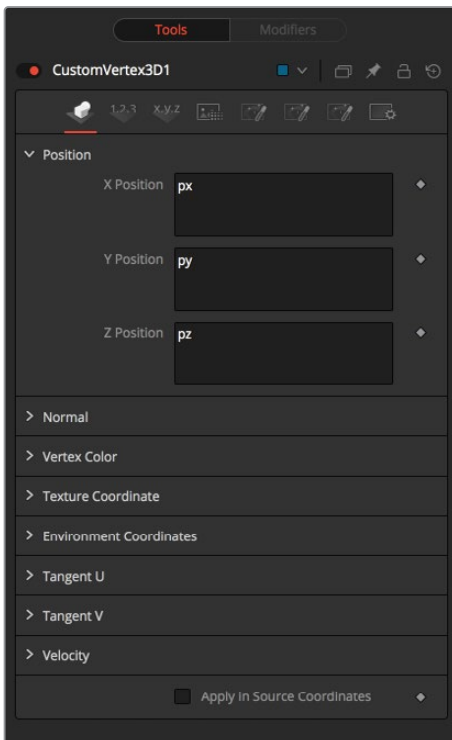 Tools
Modifiers
CustomVertex3D1
1,2,3
x,y,z
Position
X Position
px
Y Position
py
Z Position
pz
Normal
Vertex Color
Texture Coordinate
Environment Coordinates
Tangent U
Tangent V
Velocity
Apply In Source Coordinates